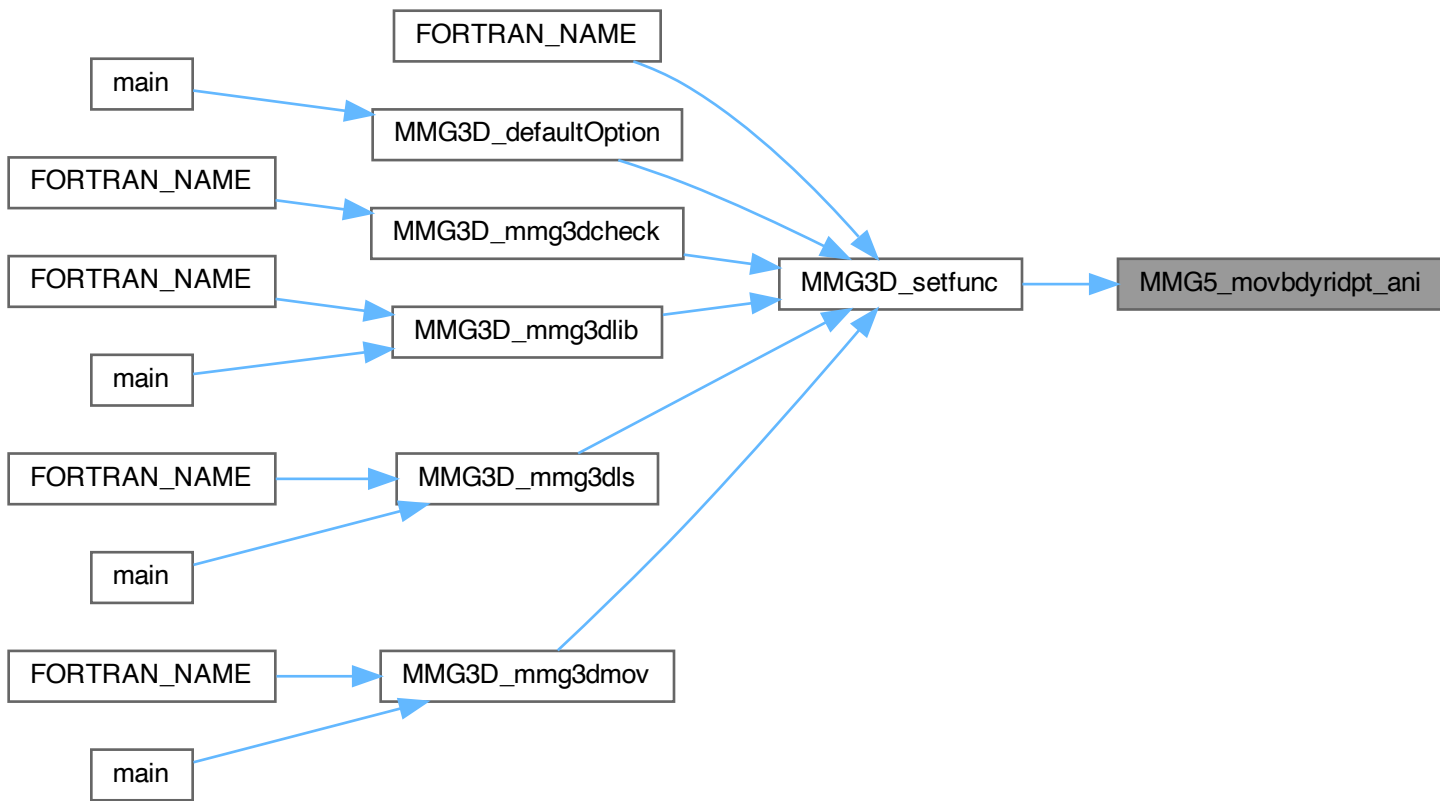 FORTRAN_NAME
main
MMG3D_defaultOption
FORTRAN_NAME
MMG3D_mmg3dcheck
FORTRAN_NAME
MMG3D_setfunc
MMG5_movbdyridpt_ani
MMG3D_mmg3dlib
main
FORTRAN_NAME
MMG3D_mmg3dls
main
FORTRAN_NAME
MMG3D_mmg3dmov
main